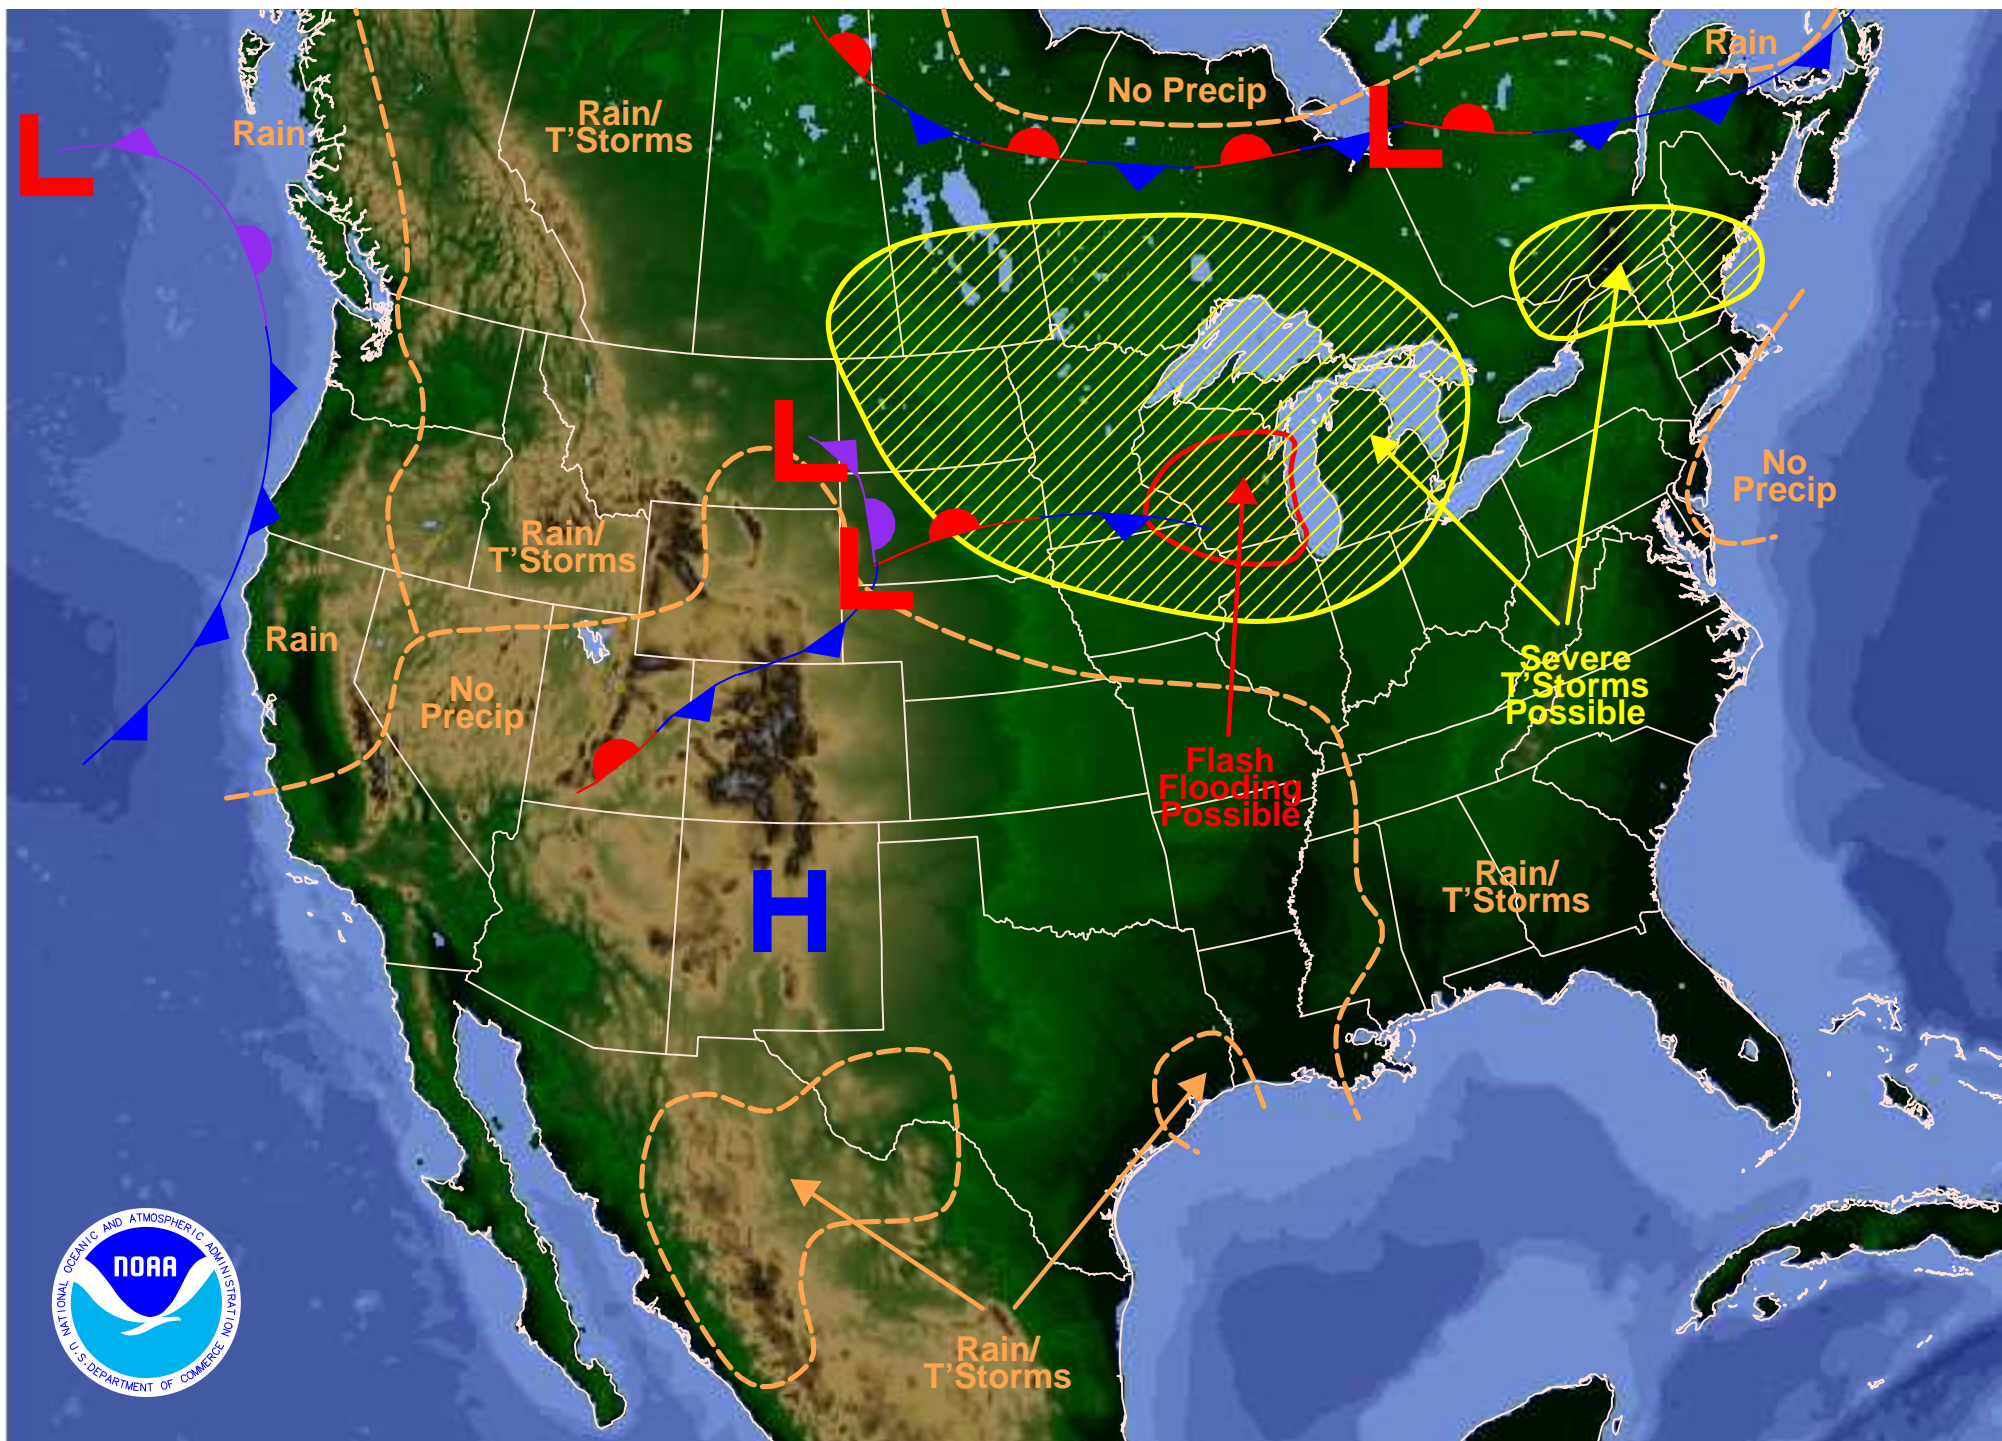 Rain
No Precip
Rain/
T'Storms
Rain
L
L
No
Precip
L
Rain/
T'Storms
L
Rain
No
Precip
Severe
T'Storms
Possible
Flash
Flooding
Possible
H
Rain/
T'Storms
Rain/
T'Storms
NATIONAL OCEANIC AND ATMOSPHERIC ADMINISTRATION
NOAA
U.S. DEPARTMENT OF COMMERCE